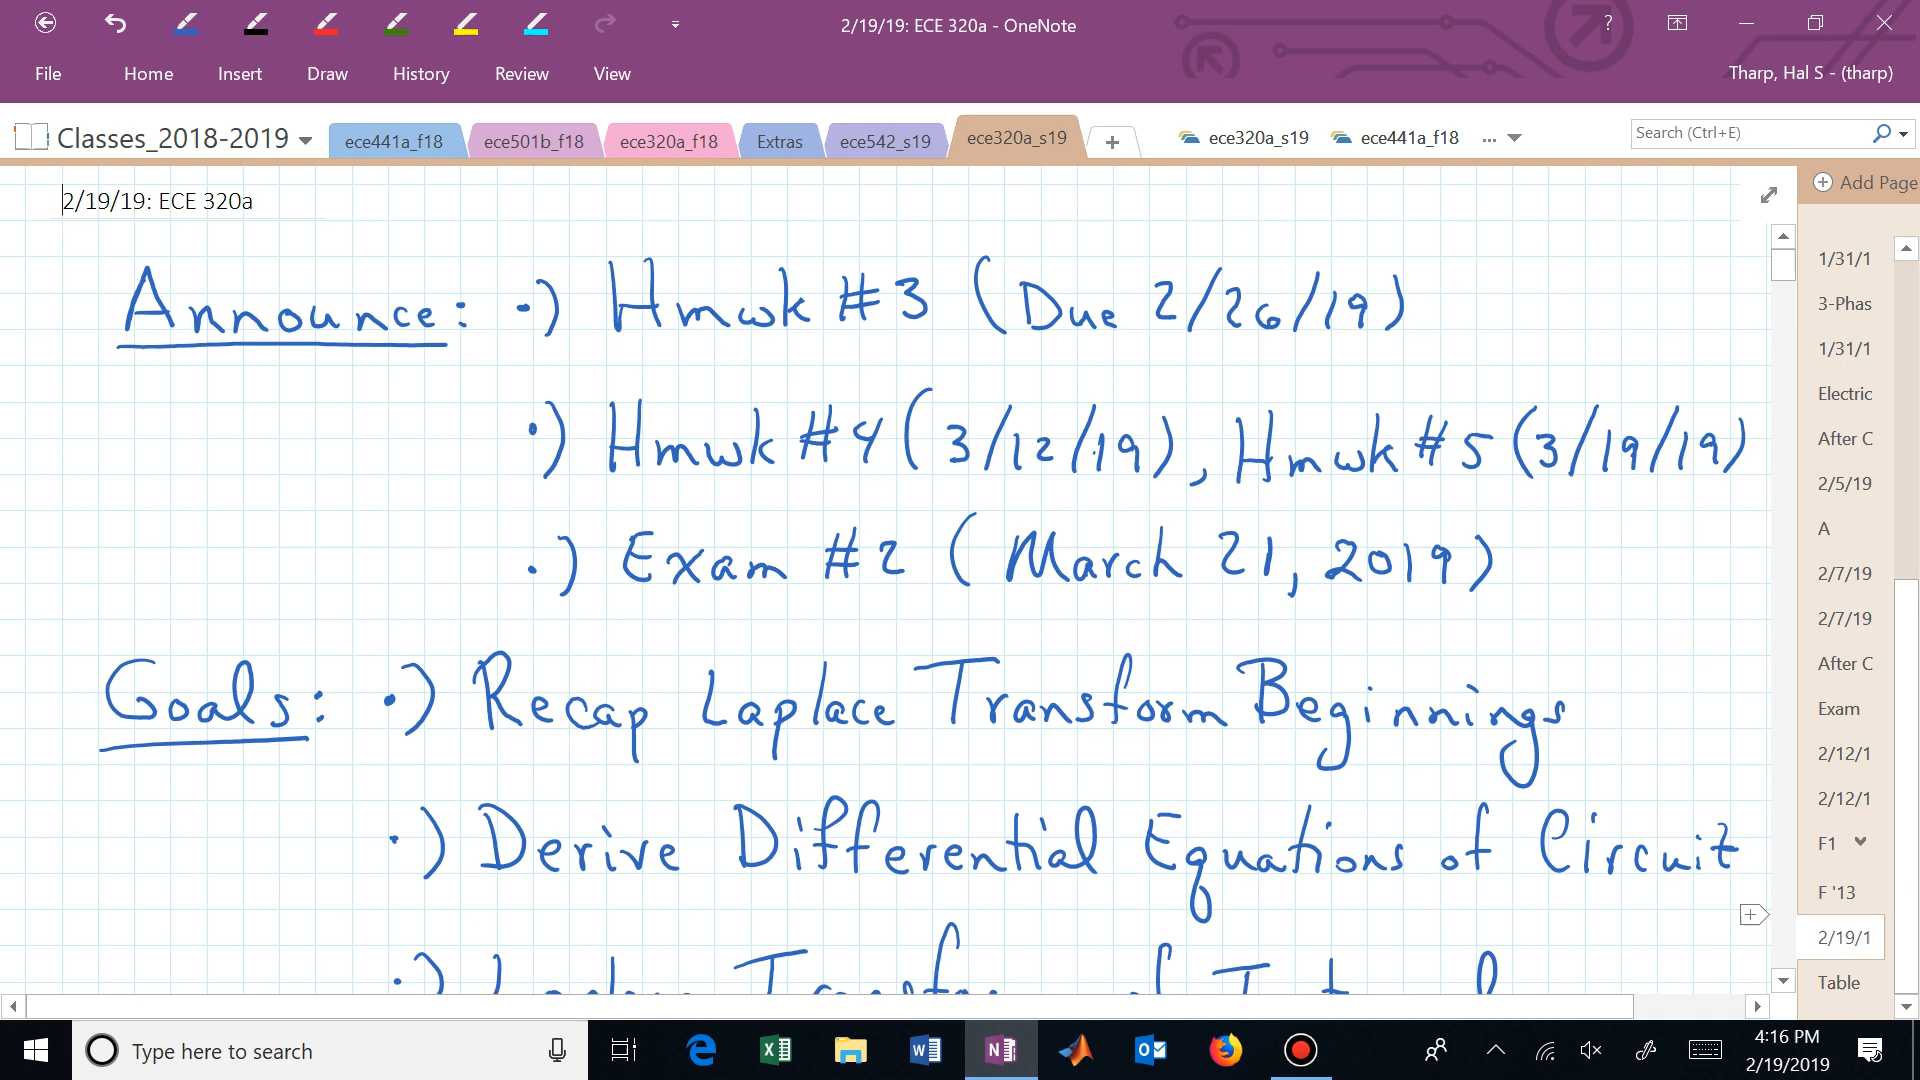 2/19/19: ECE 320a - OneNote
?
File Home Insert Draw History Review View
Tharp, Hal S - (tharp)
Classes_2018-2019 ece441a_f18 ece501b_f18 ece320a_f18 Extras ece542_s19 ece320a_s19 + ece320a_s19 ece441a_f18 ... Search (Ctrl+E)
2/19/19: ECE 320a
Announce: •) Hmwk #3 (Due 2/26/19)
•) Hmwk #4 (3/12/19), Hmwk #5 (3/19/19)
•) Exam #2 (March 21, 2019)
Goals: •) Recap Laplace Transform Beginnings
•) Derive Differential Equations of Circuit
Add Page
1/31/1
3-Phas
1/31/1
Electric
After C
2/5/19
A
2/7/19
2/7/19
After C
Exam
2/12/1
2/12/1
F1
F '13
2/19/1
Table
Type here to search
4:16 PM
2/19/2019